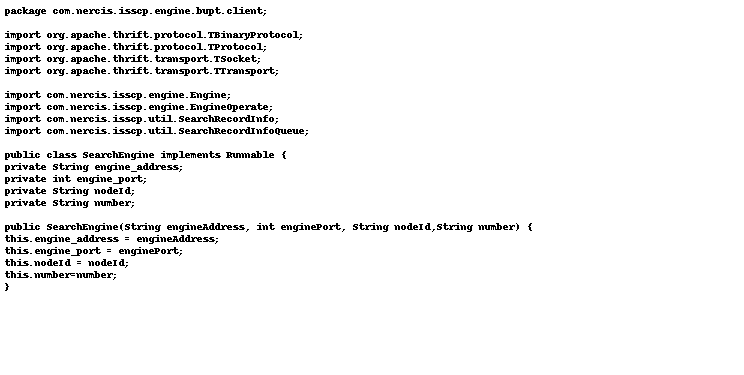 package com.nercis.isscp.engine.bupt.client;
import org.apache.thrift.protocol.TBinaryProtocol;
import org.apache.thrift.protocol.TProtocol;
import org.apache.thrift.transport.TSocket;
import org.apache.thrift.transport.TTransport;
import com.nercis.isscp.engine.Engine;
import com.nercis.isscp.engine.EngineOperate;
import com.nercis.isscp.util.SearchRecordInfo;
import com.nercis.isscp.util.SearchRecordInfoQueue;
public class SearchEngine implements Runnable {
private String engine_address;
private int engine_port;
private String nodeId;
private String number;
public SearchEngine(String engineAddress, int enginePort, String nodeId,String number) {
this.engine_address = engineAddress;
this.engine_port = enginePort;
this.nodeId = nodeId;
this.number=number;
}